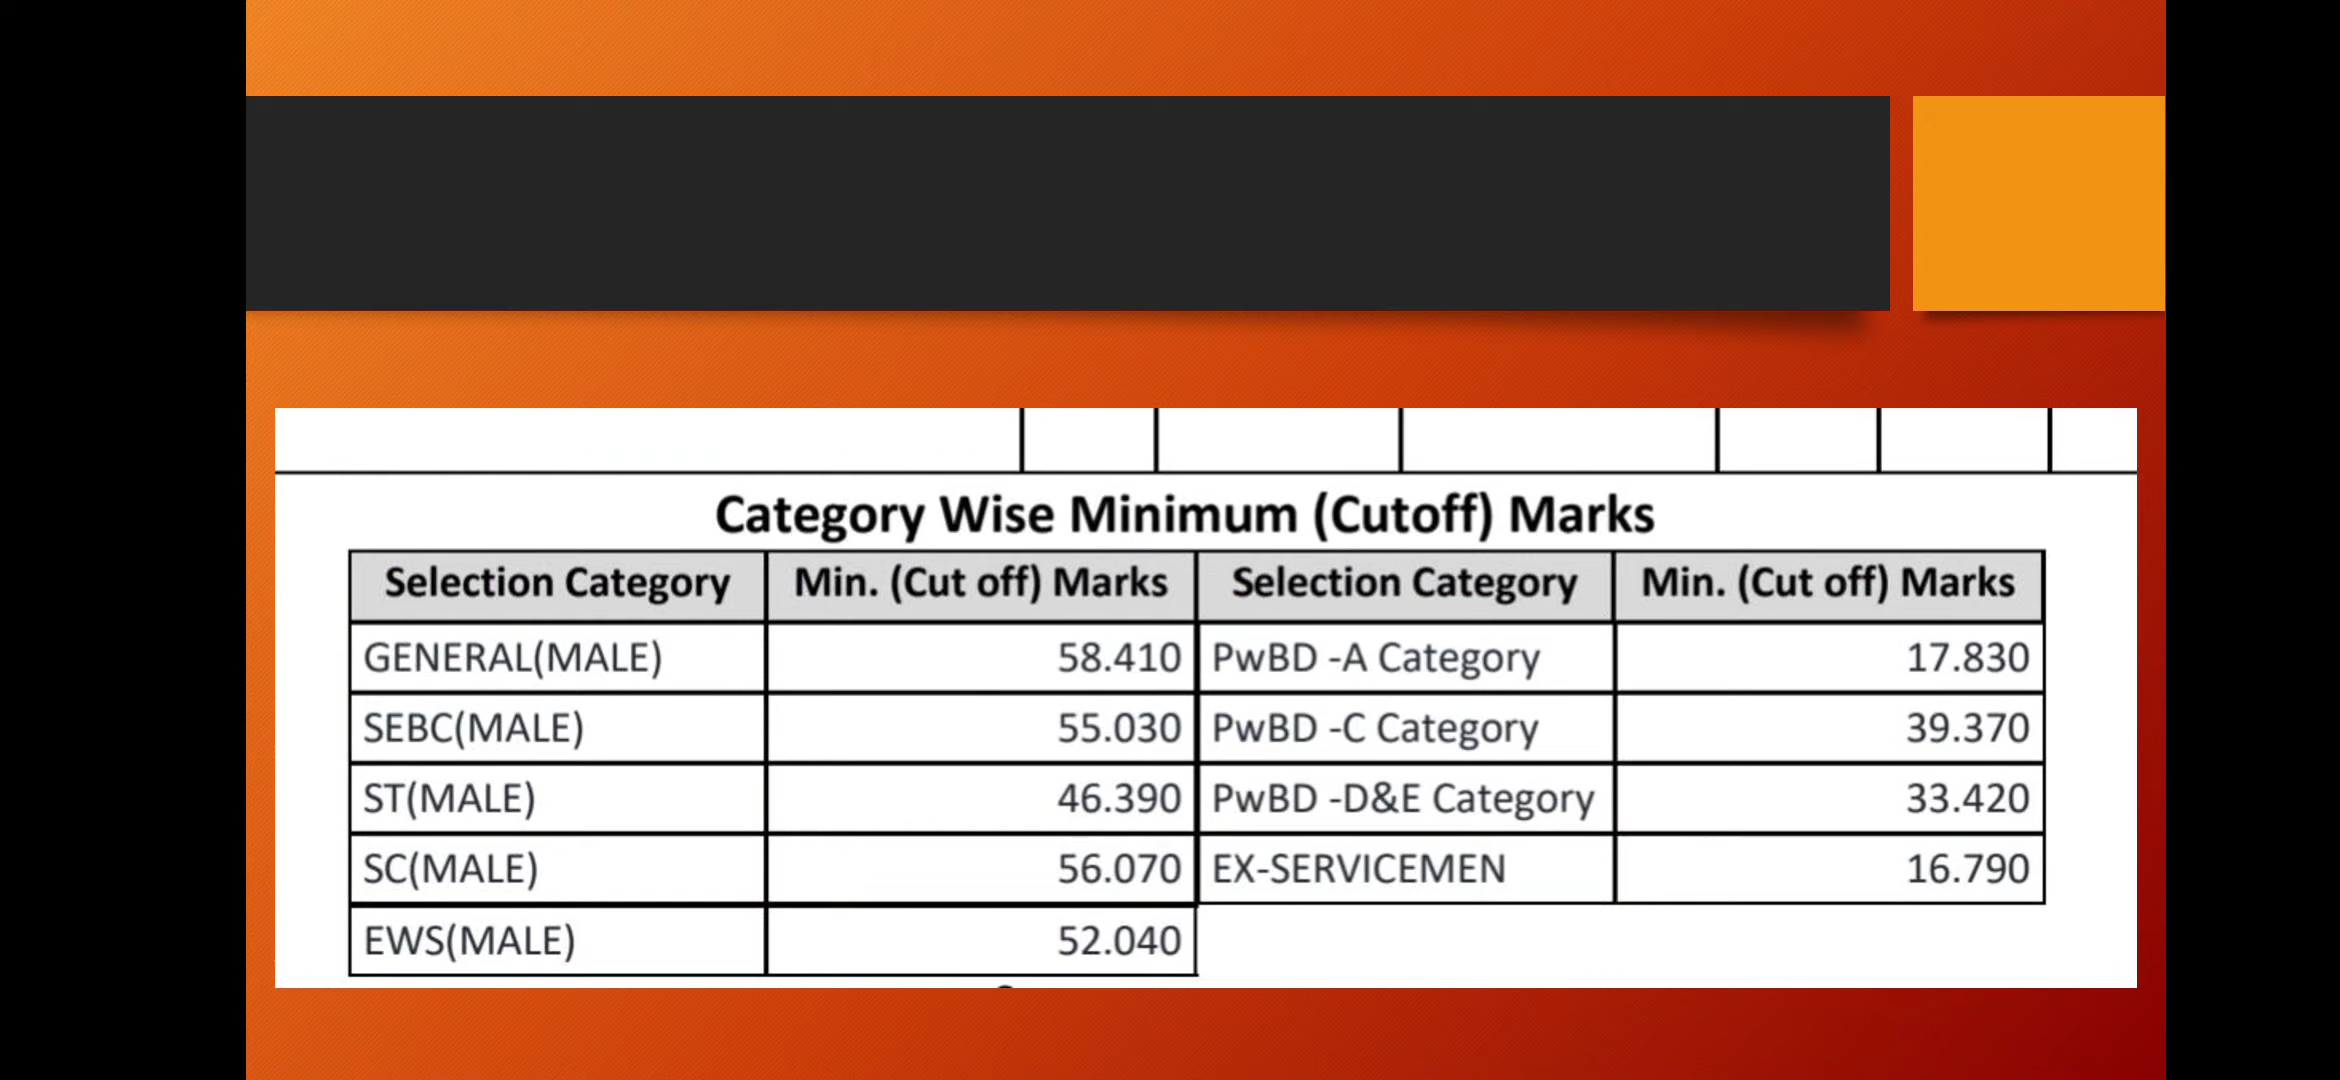 Category Wise Minimum (Cutoff) Marks
Selection Category Min. (Cut off) Marks Selection Category Min. (Cut off) Marks
GENERAL(MALE) 58.410 PwBD -A Category 17.830
SEBC(MALE) 55.030 PwBD -C Category 39.370
ST(MALE) 46.390 PwBD -D&E Category 33.420
SC(MALE) 56.070 EX-SERVICEMEN 16.790
EWS(MALE) 52.040